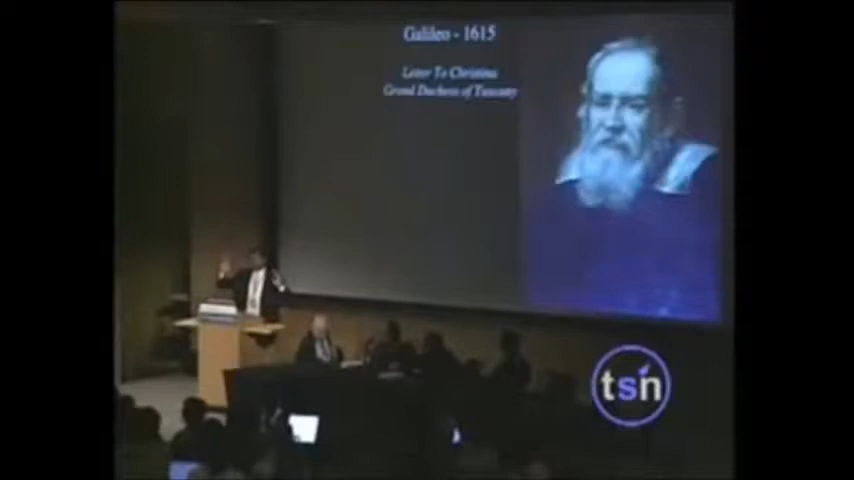 Galileo - 1615
Letter To Christina
Grand Duchess of Tuscany
tsn